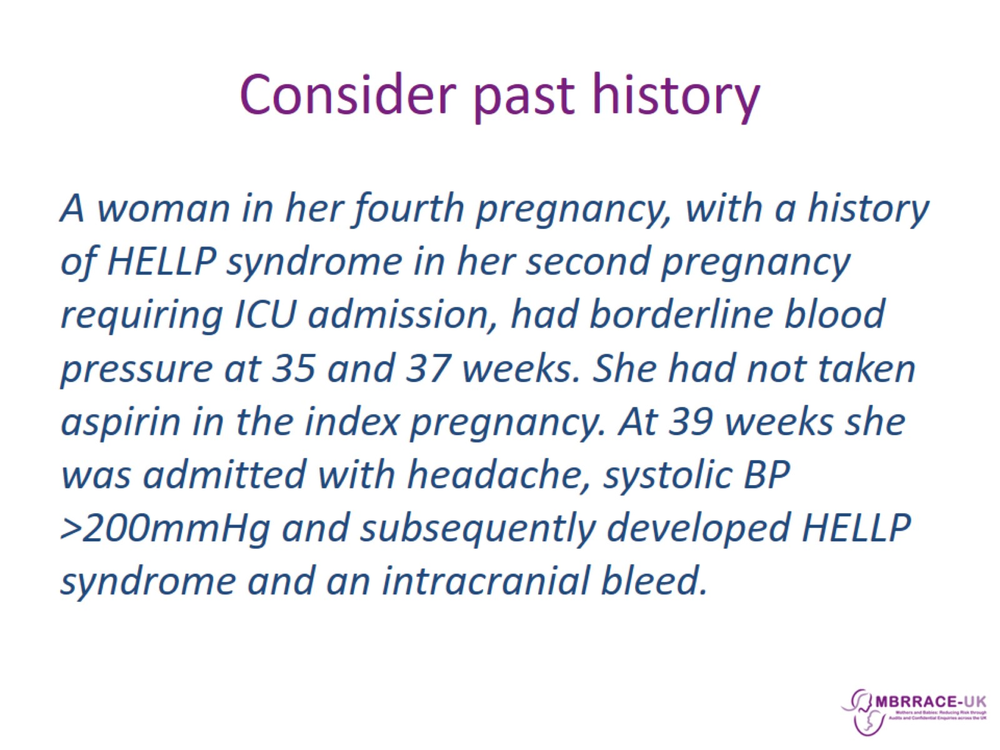 Consider past history
A woman in her fourth pregnancy, with a history
of HELLP syndrome in her second pregnancy
requiring ICU admission, had borderline blood
pressure at 35 and 37 weeks. She had not taken
aspirin in the index pregnancy. At 39 weeks she
was admitted with headache, systolic BP
>200mmHg and subsequently developed HELLP
syndrome and an intracranial bleed.
MBRRACE-UK
Mothers and Babies: Reducing Risk through
Audits and Confidential Enquiries across the UK